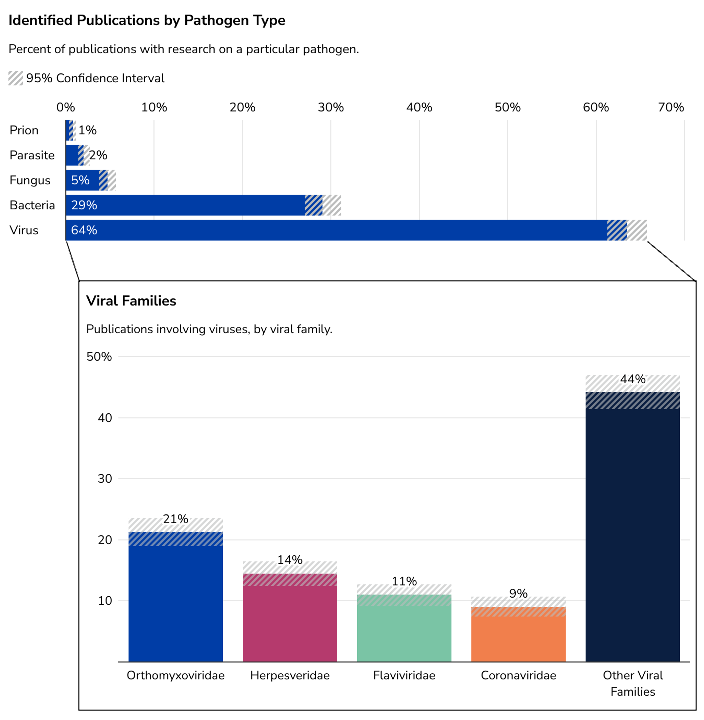 Identified Publications by Pathogen Type
Percent of publications with research on a particular pathogen.
95% Confidence Interval
0% 10% 20% 30% 40% 50% 60% 70%
Prion 1%
Parasite 2%
Fungus 5%
Bacteria 29%
Virus 64%
Viral Families
Publications involving viruses, by viral family.
50%
44%
40
30
21%
20
14%
11%
9%
10
Orthomyxoviridae Herpesveridae Flaviviridae Coronaviridae Other Viral
Families